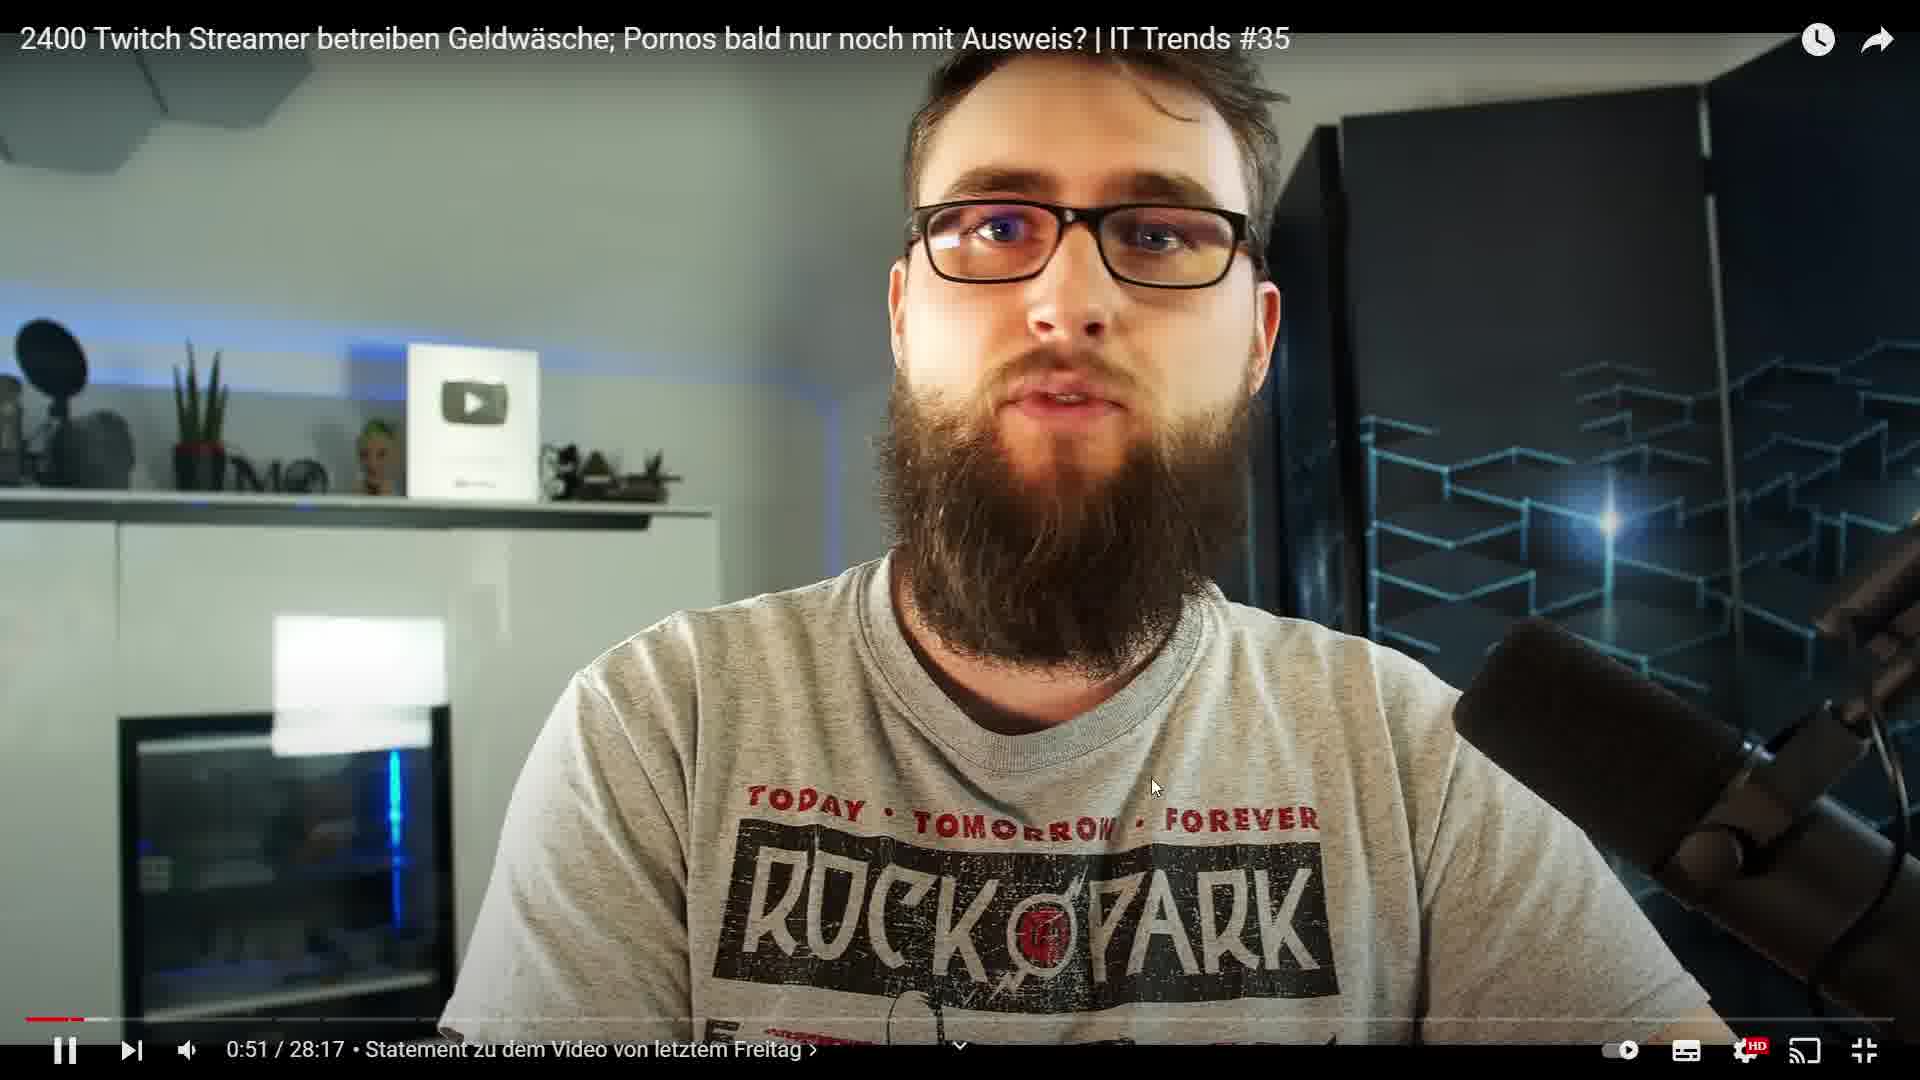 2400 Twitch Streamer betreiben Geldwäsche; Pornos bald nur noch mit Ausweis? | IT Trends #35
TODAY · TOMORROW · FOREVER
ROCK PARK
0:51 / 28:17 • Statement zu dem Video von letztem Freitag
HD